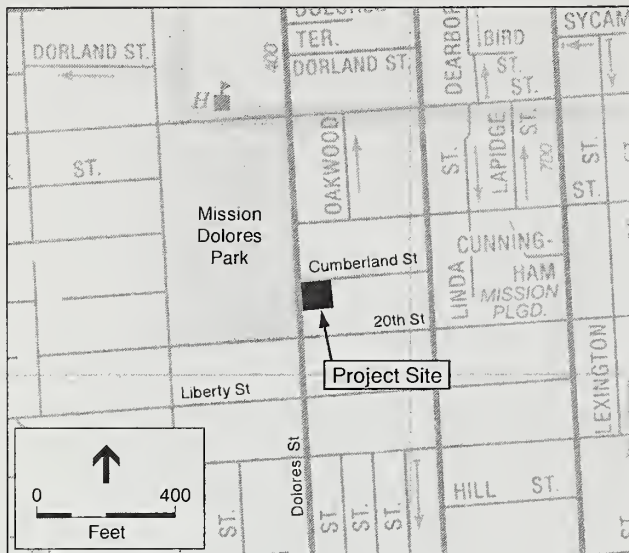 DOLORES
TER.
DORLAND ST.
400
DORLAND ST.
DEARBORN
BIRD
ST.
ST.
SYCAM
H
OAKWOOD
ST.
LAPIDGE
ST.
700
ST.
ST.
ST.
Mission
Dolores
Park
Cumberland St
LINDA
CUNNING-
HAM
MISSION
PLGD.
20th St
Project Site
Liberty St
LEXINGTON
Dolores St
0 400
Feet
HILL ST.
ST.
ST.
ST.
ST.
ST.